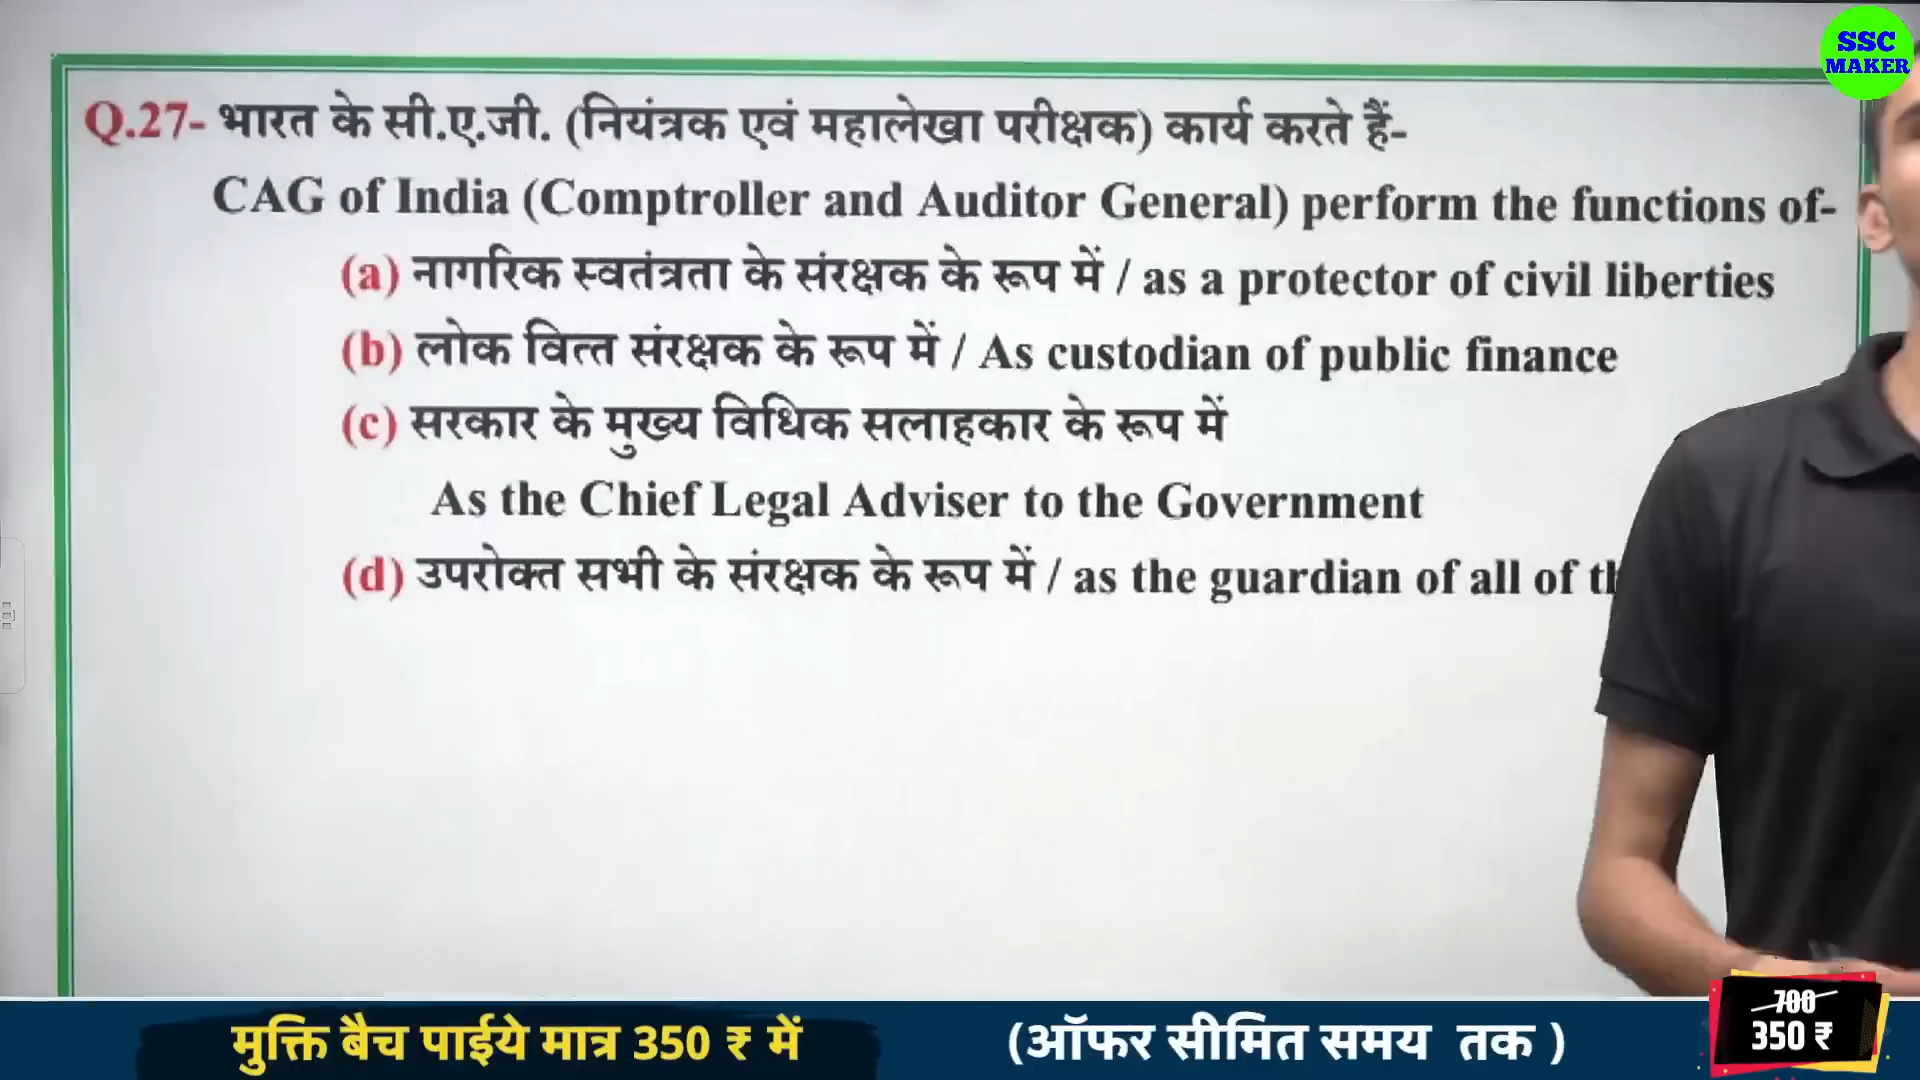 SSC
MAKER
Q.27- भारत के सी.ए.जी. (नियंत्रक एवं महालेखा परीक्षक) कार्य करते हैं-
CAG of India (Comptroller and Auditor General) perform the functions of-
(a) नागरिक स्वतंत्रता के संरक्षक के रूप में / as a protector of civil liberties
(b) लोक वित्त संरक्षक के रूप में / As custodian of public finance
(c) सरकार के मुख्य विधिक सलाहकार के रूप में
As the Chief Legal Adviser to the Government
(d) उपरोक्त सभी के संरक्षक के रूप में / as the guardian of all of
मुक्ति बैच पाईये मात्र 350 ₹ में
(ऑफर सीमित समय तक )
700
350 ₹